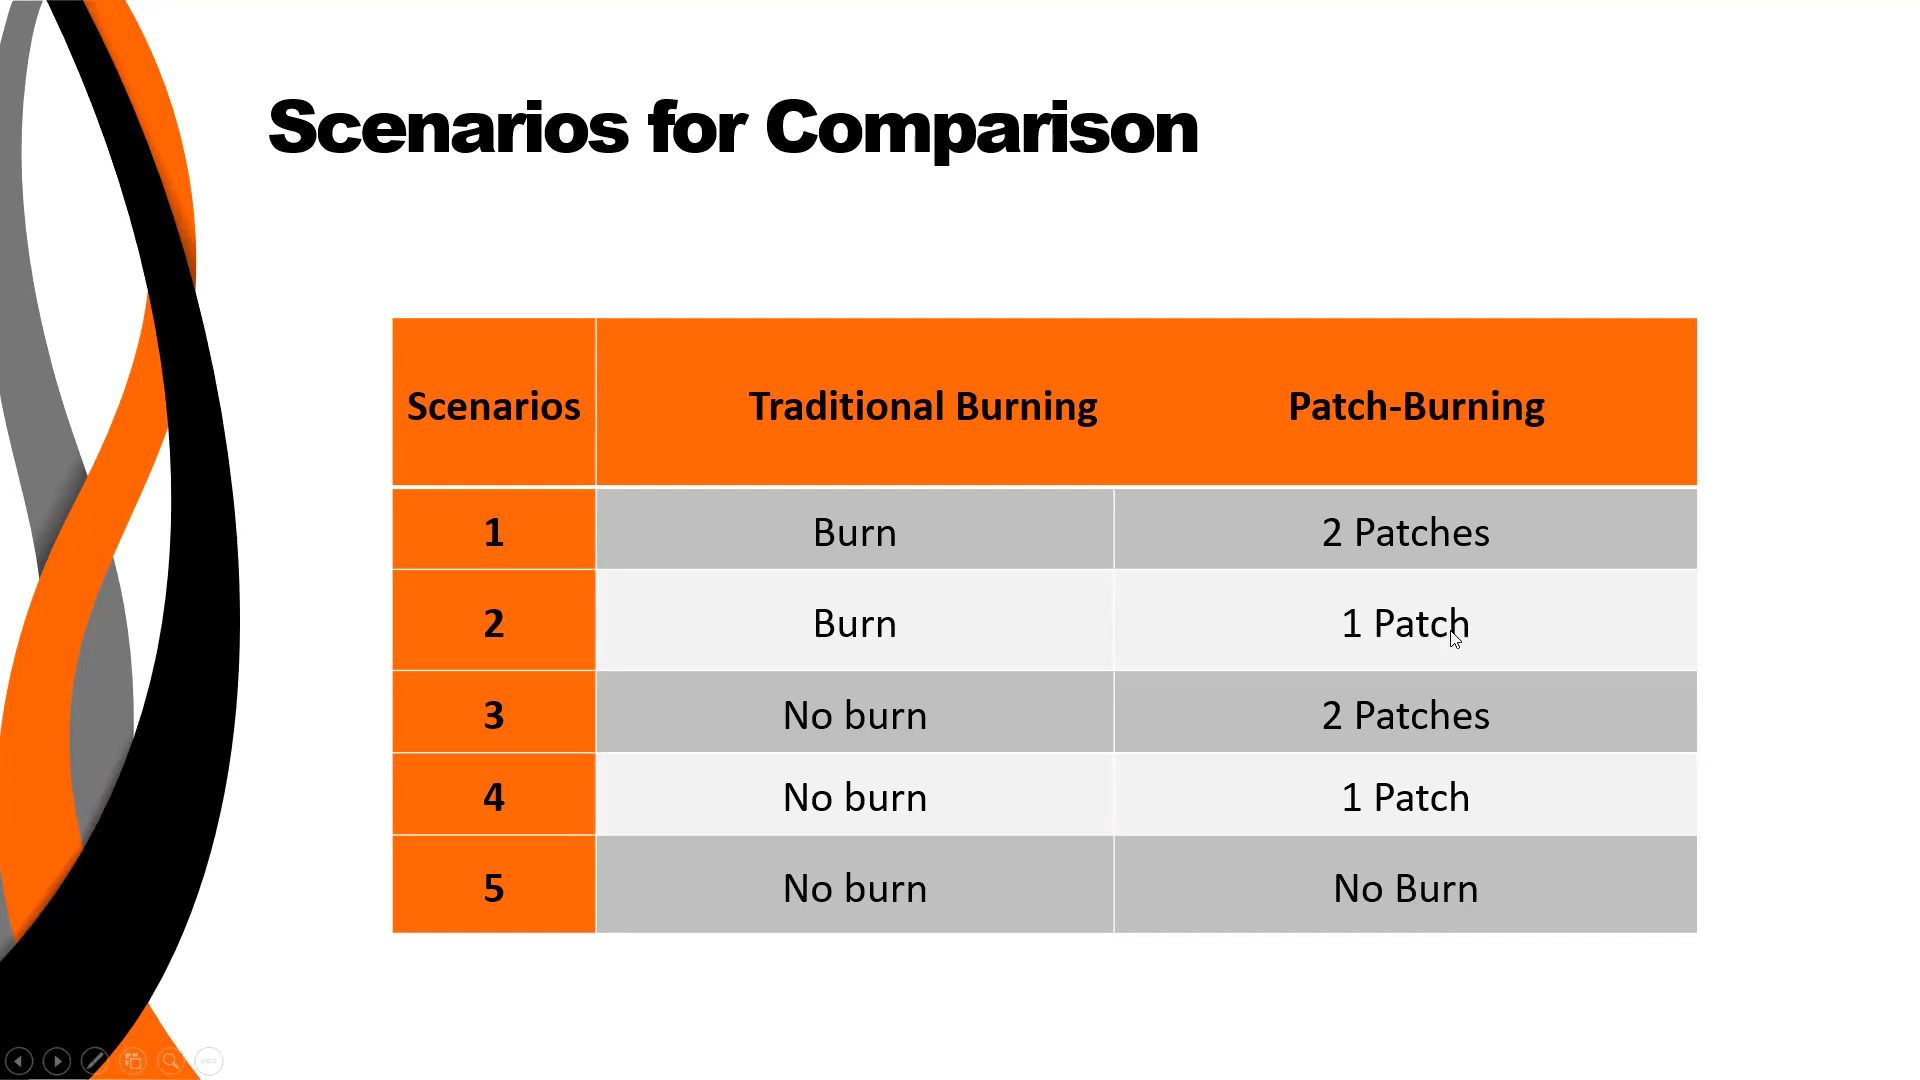 Scenarios for Comparison
Scenarios Traditional Burning Patch-Burning
1 Burn 2 Patches
2 Burn 1 Patch
3 No burn 2 Patches
4 No burn 1 Patch
5 No burn No Burn